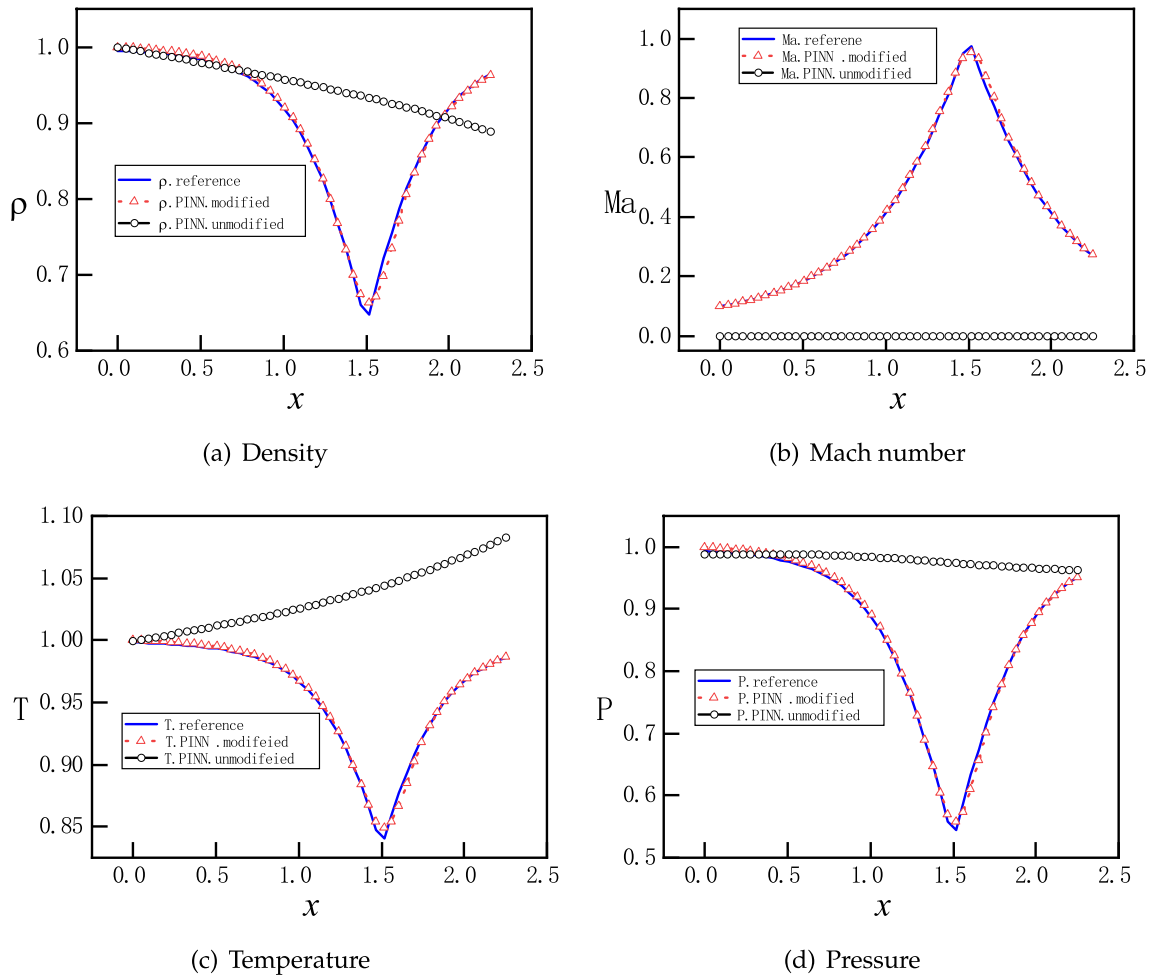 1.0
0.9
0.8
0.7
0.6
ρ
ρ.reference
ρ.PINN.modified
ρ.PINN.unmodified
0.0 0.5 1.0 1.5 2.0 2.5
x
(a) Density
1.0
0.8
0.6
0.4
0.2
0.0
Ma
Ma.referene
Ma.PINN .modified
Ma.PINN.unmodified
0.0 0.5 1.0 1.5 2.0 2.5
x
(b) Mach number
1.10
1.05
1.00
0.95
0.90
0.85
T
T.reference
T.PINN .modifeied
T.PINN.unmodifeied
0.0 0.5 1.0 1.5 2.0 2.5
x
(c) Temperature
1.0
0.9
0.8
0.7
0.6
0.5
P
P.reference
P.PINN .modified
P.PINN.unmodified
0.0 0.5 1.0 1.5 2.0 2.5
x
(d) Pressure